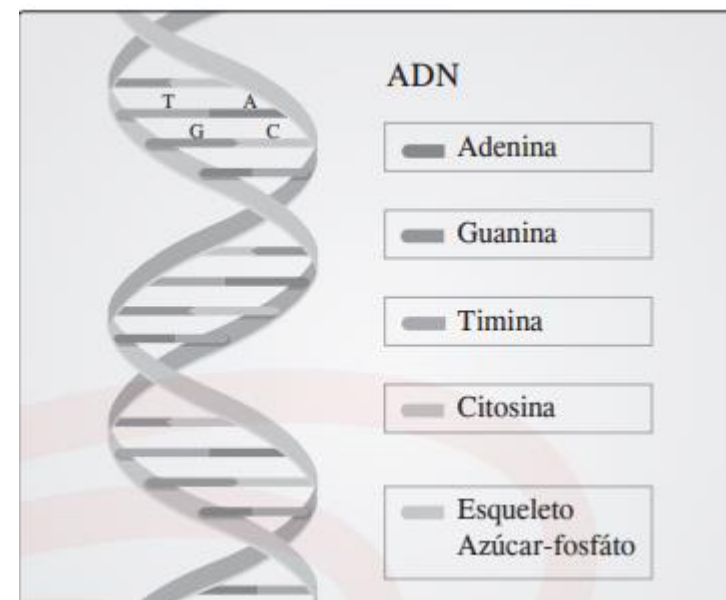 ADN
T A
G C
Adenina
Guanina
Timina
Citosina
Esqueleto
Azúcar-fosfáto